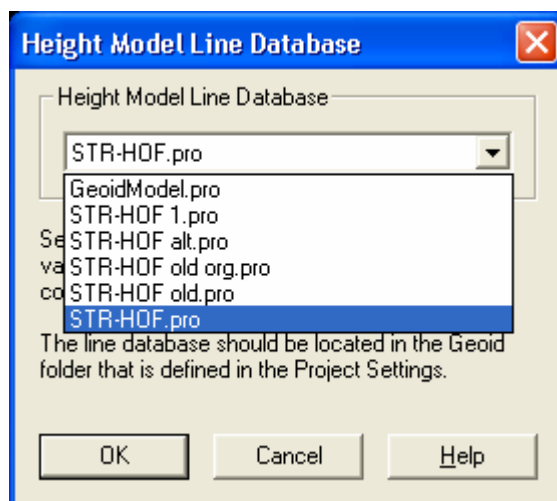 Height Model Line Database
Height Model Line Database
STR-HOF.pro
GeoidModel.pro
STR-HOF 1.pro
STR-HOF alt.pro
STR-HOF old org.pro
STR-HOF old.pro
STR-HOF.pro
The line database should be located in the Geoid
folder that is defined in the Project Settings.
OK
Cancel
Help